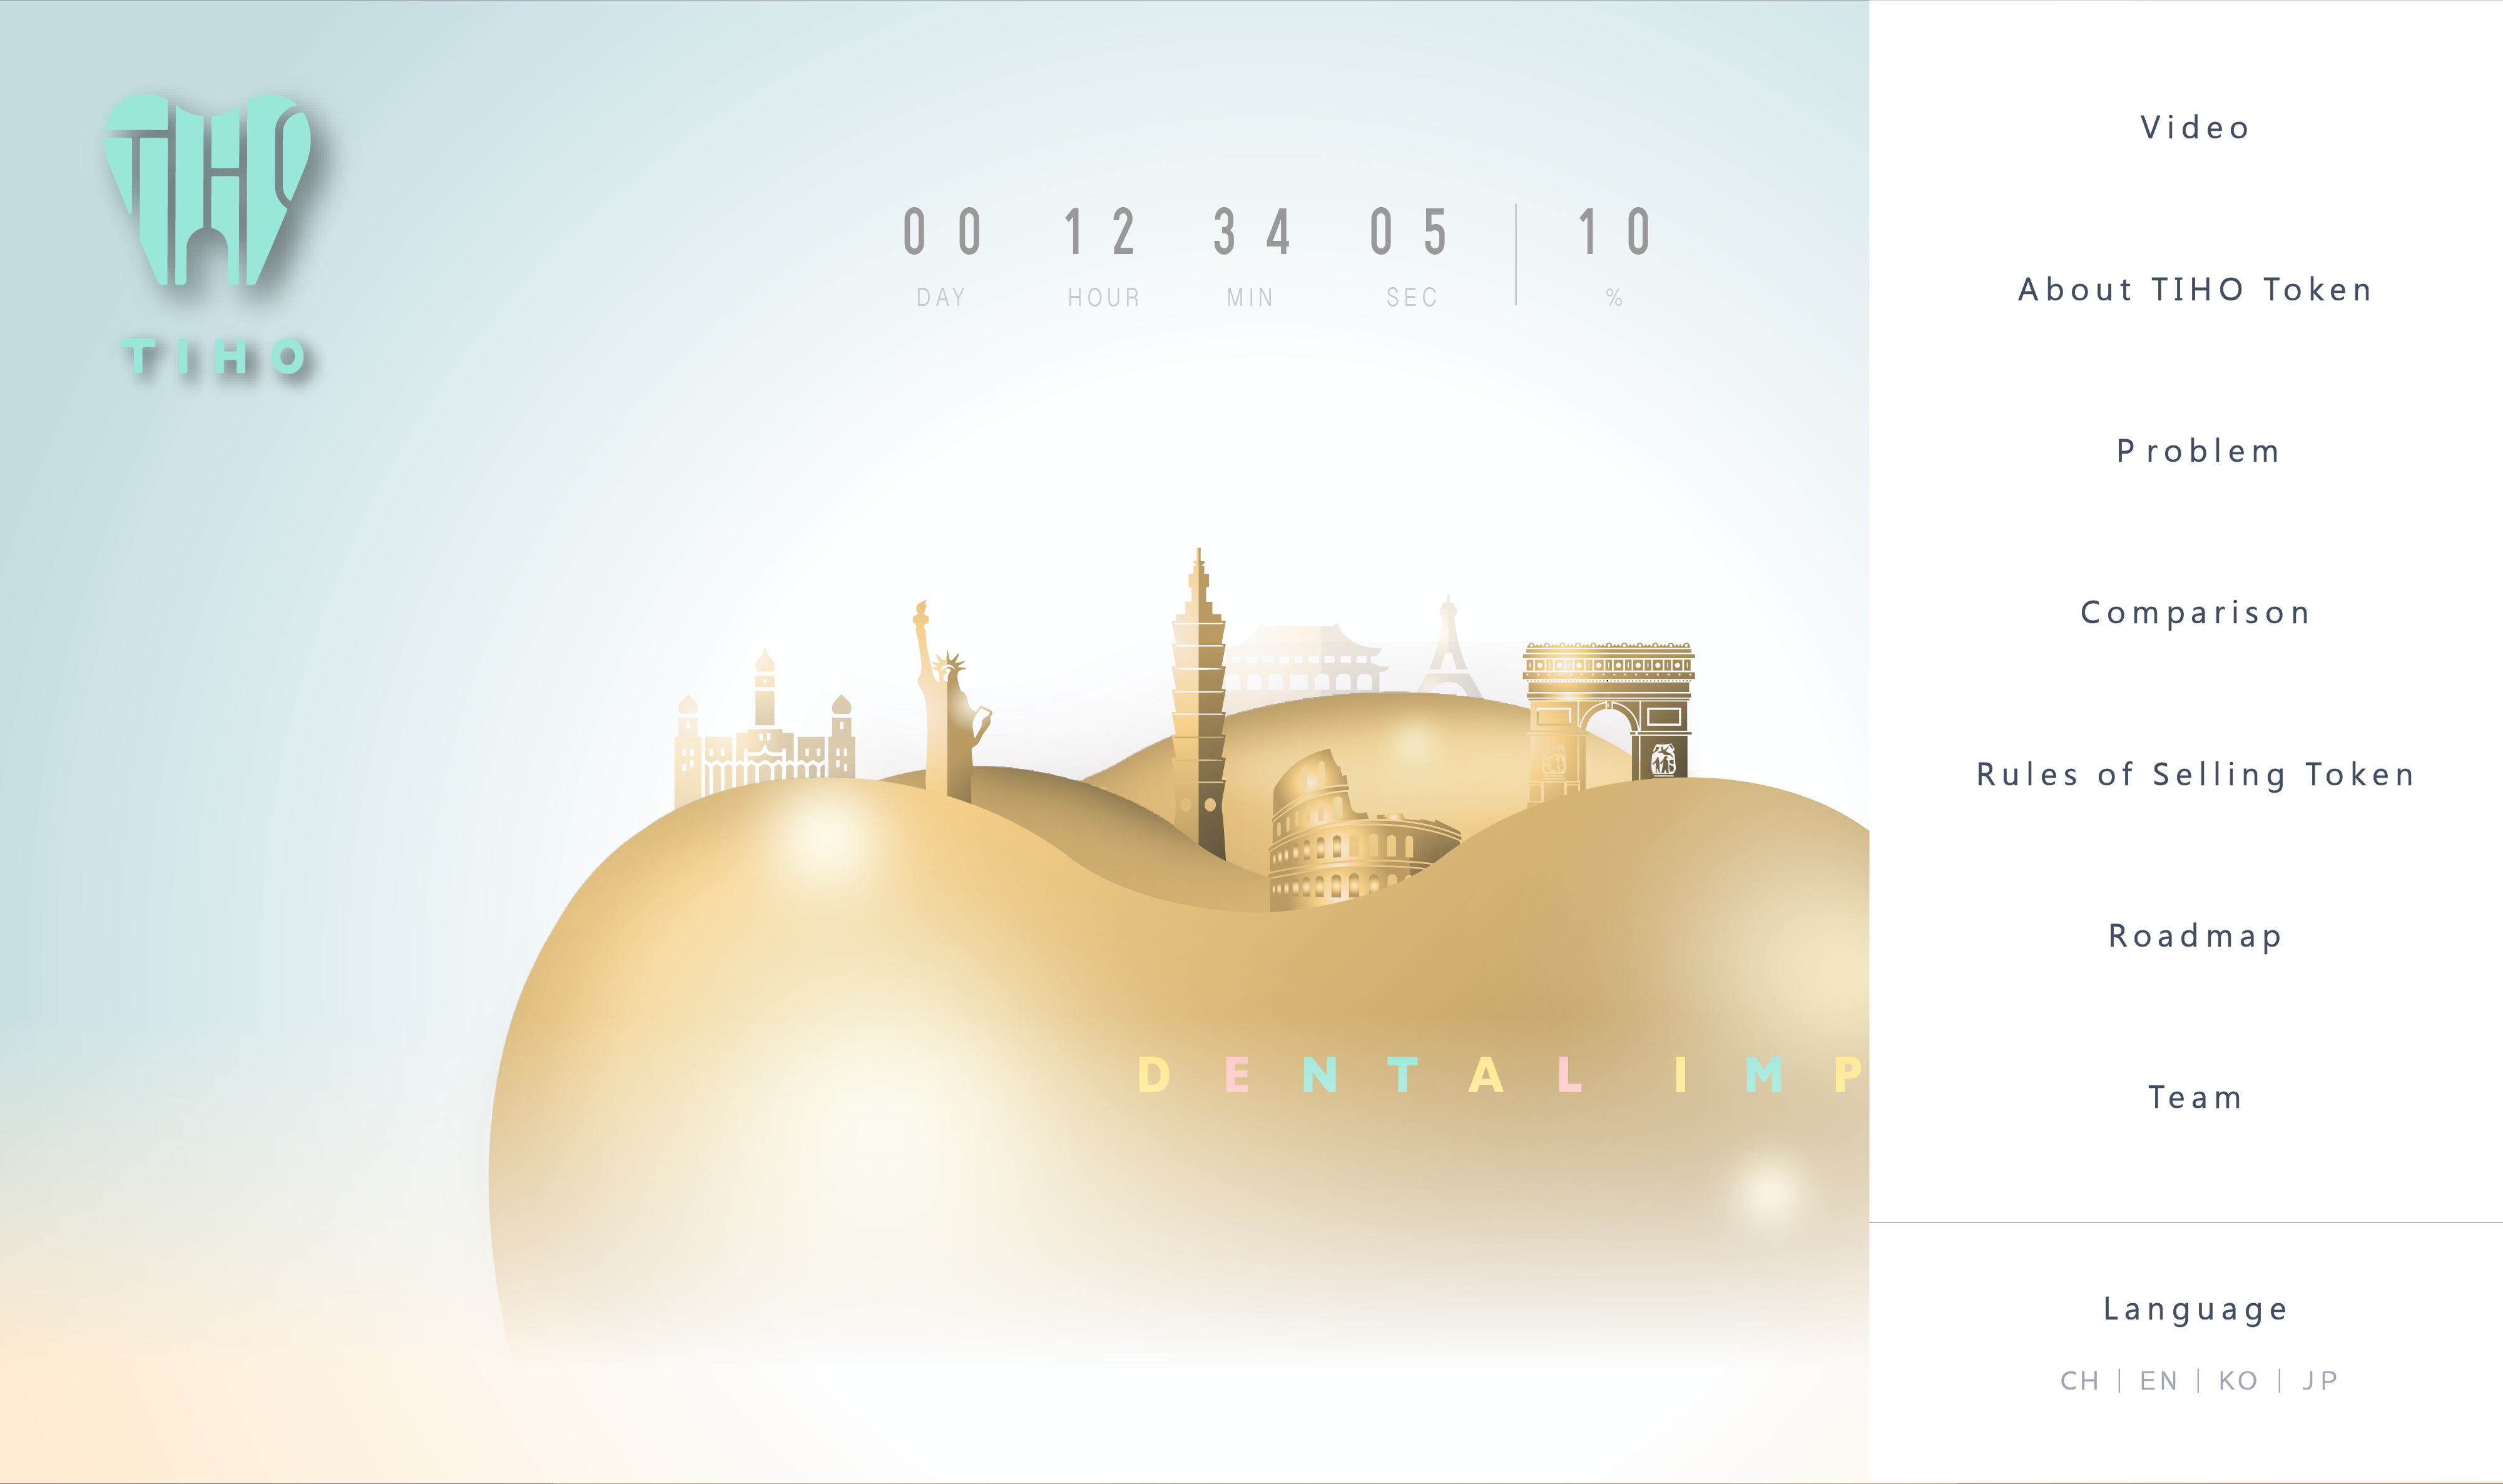 TIHO
TIHO
00 12 34 05 10
DAY HOUR MIN SEC %
DENTAL IMP
Video
About TIHO Token
Problem
Comparison
Rules of Selling Token
Roadmap
Team
Language
CH | EN | KO | JP